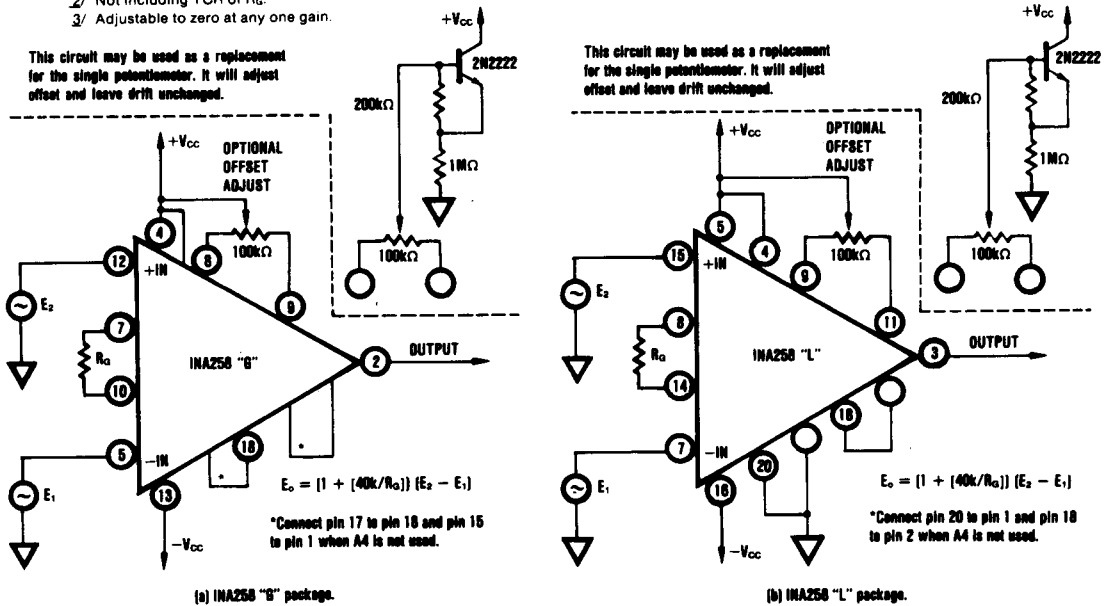 2/ Not including TCR of RG.
3/ Adjustable to zero at any one gain.
This circuit may be used as a replacement
for the single potentiometer. It will adjust
offset and leave drift unchanged.
+VCC
2N2222
200kΩ
1MΩ
100kΩ
+VCC
OPTIONAL
OFFSET
ADJUST
100kΩ
4
8
9
12
+IN
E2
7
RG
10
INA258 "G"
2
OUTPUT
5
-IN
E1
13
-VCC
*
18
*
Eo = [1 + [40k/RG]] [E2 - E1]
*Connect pin 17 to pin 18 and pin 15
to pin 1 when A4 is not used.
(a) INA258 "G" package.
This circuit may be used as a replacement
for the single potentiometer. It will adjust
offset and leave drift unchanged.
+VCC
2N2222
200kΩ
1MΩ
100kΩ
+VCC
OPTIONAL
OFFSET
ADJUST
100kΩ
5
4
9
11
15
+IN
E2
8
RG
14
INA258 "L"
3
OUTPUT
7
-IN
E1
16
-VCC
20
18
Eo = [1 + [40k/RG]] [E2 - E1]
*Connect pin 20 to pin 1 and pin 18
to pin 2 when A4 is not used.
(b) INA258 "L" package.